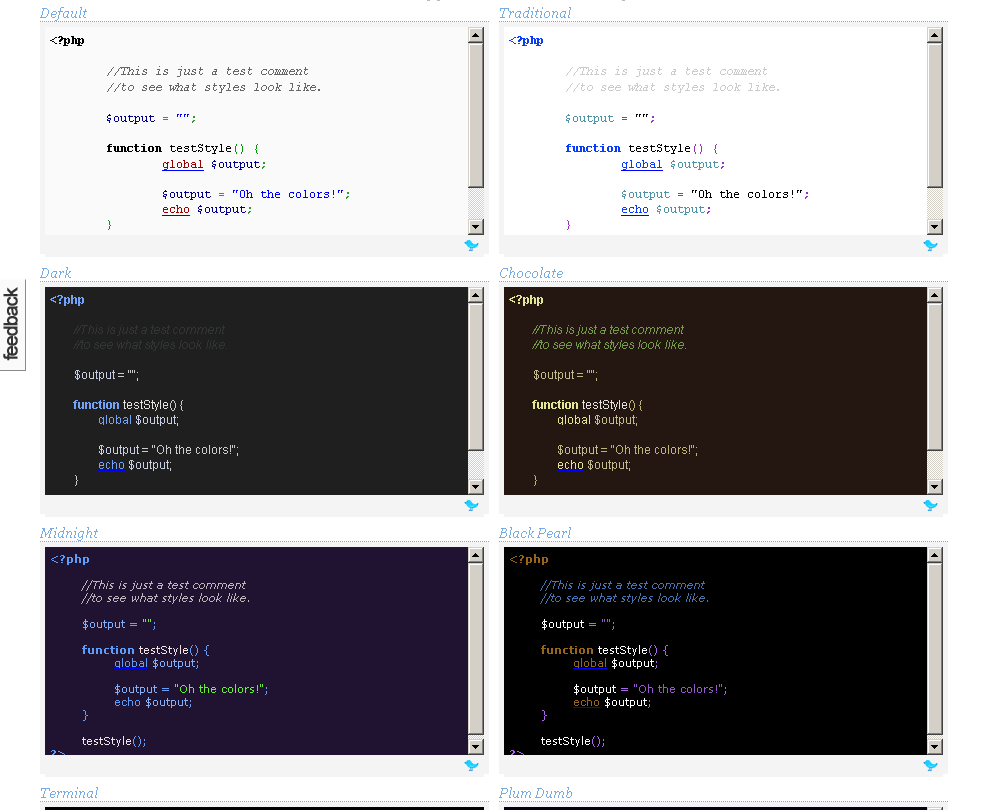 Default
<?php
//This is just a test comment
//to see what styles look like.
$output = "";
function testStyle() {
global $output;
$output = "Oh the colors!";
echo $output;
}
Traditional
<?php
//This is just a test comment
//to see what styles look like.
$output = "";
function testStyle() {
global $output;
$output = "Oh the colors!";
echo $output;
}
feedback
Dark
<?php
//This is just a test comment
//to see what styles look like.
$output = "";
function testStyle() {
global $output;
$output = "Oh the colors!";
echo $output;
}
Chocolate
<?php
//This is just a test comment
//to see what styles look like.
$output = "";
function testStyle() {
global $output;
$output = "Oh the colors!";
echo $output;
}
Midnight
<?php
//This is just a test comment
//to see what styles look like.
$output = "";
function testStyle() {
global $output;
$output = "Oh the colors!";
echo $output;
}
testStyle();
?>
Black Pearl
<?php
//This is just a test comment
//to see what styles look like.
$output = "";
function testStyle() {
global $output;
$output = "Oh the colors!";
echo $output;
}
testStyle();
?>
Terminal
Plum Dumb